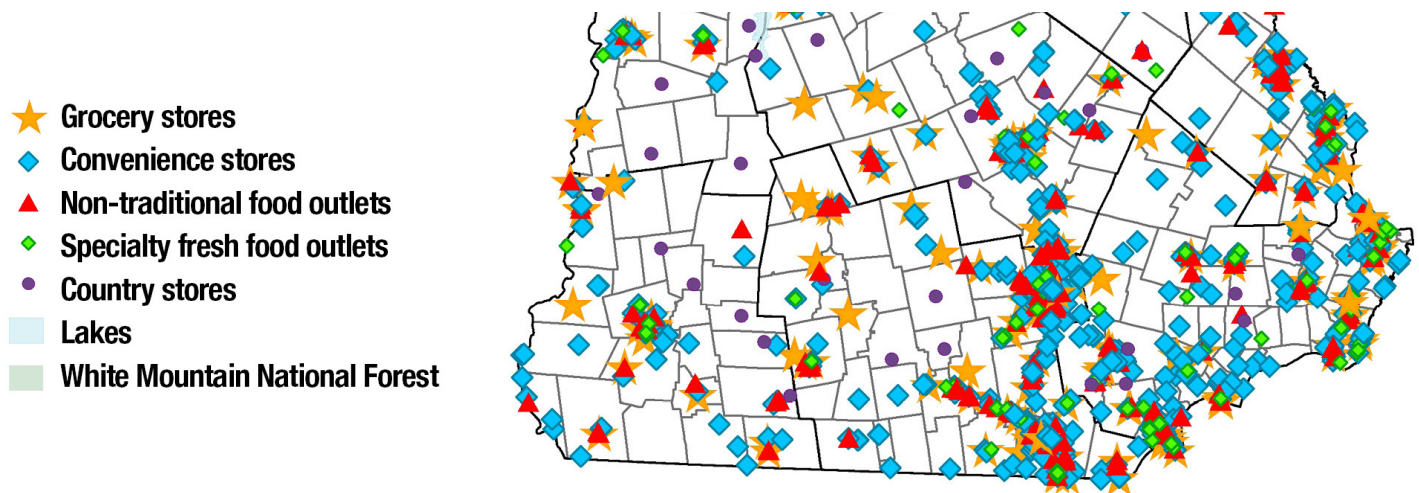 Grocery stores
Convenience stores
Non-traditional food outlets
Specialty fresh food outlets
Country stores
Lakes
White Mountain National Forest